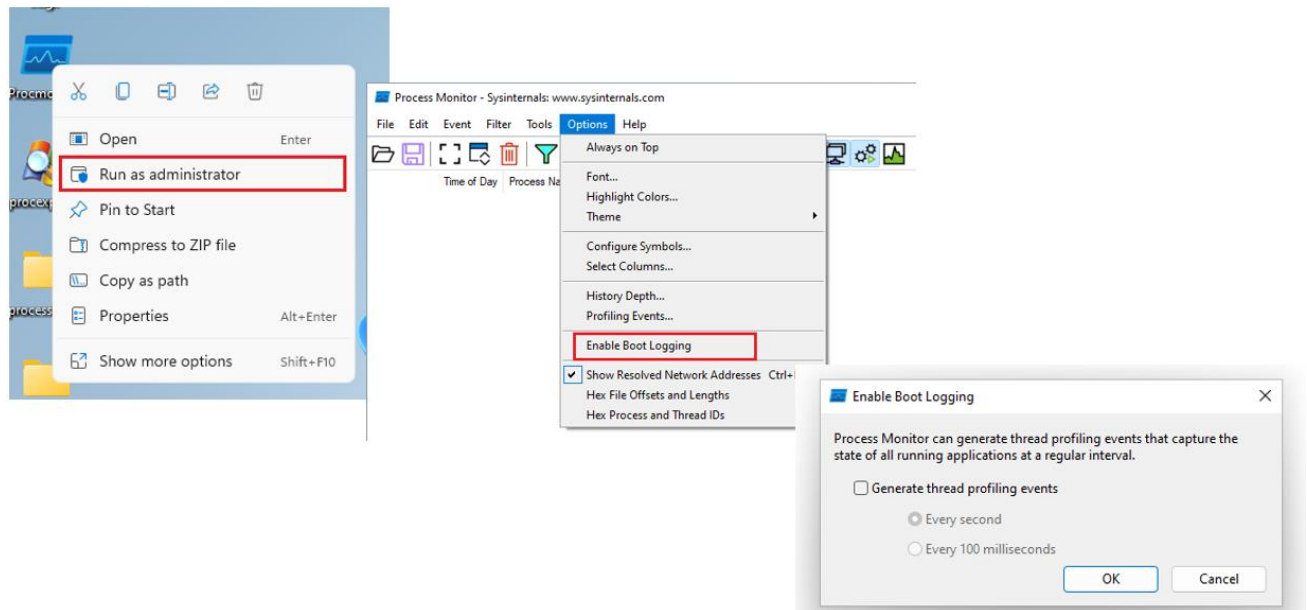 Procmo
procexp
process
Open Enter
Run as administrator
Pin to Start
Compress to ZIP file
Copy as path
Properties Alt+Enter
Show more options Shift+F10
Process Monitor - Sysinternals: www.sysinternals.com
File Edit Event Filter Tools Options Help
Time of Day Process Na
Always on Top
Font...
Highlight Colors...
Theme
Configure Symbols...
Select Columns...
History Depth...
Profiling Events...
Enable Boot Logging
Show Resolved Network Addresses Ctrl+
Hex File Offsets and Lengths
Hex Process and Thread IDs
Enable Boot Logging
Process Monitor can generate thread profiling events that capture the
state of all running applications at a regular interval.
Generate thread profiling events
Every second
Every 100 milliseconds
OK Cancel